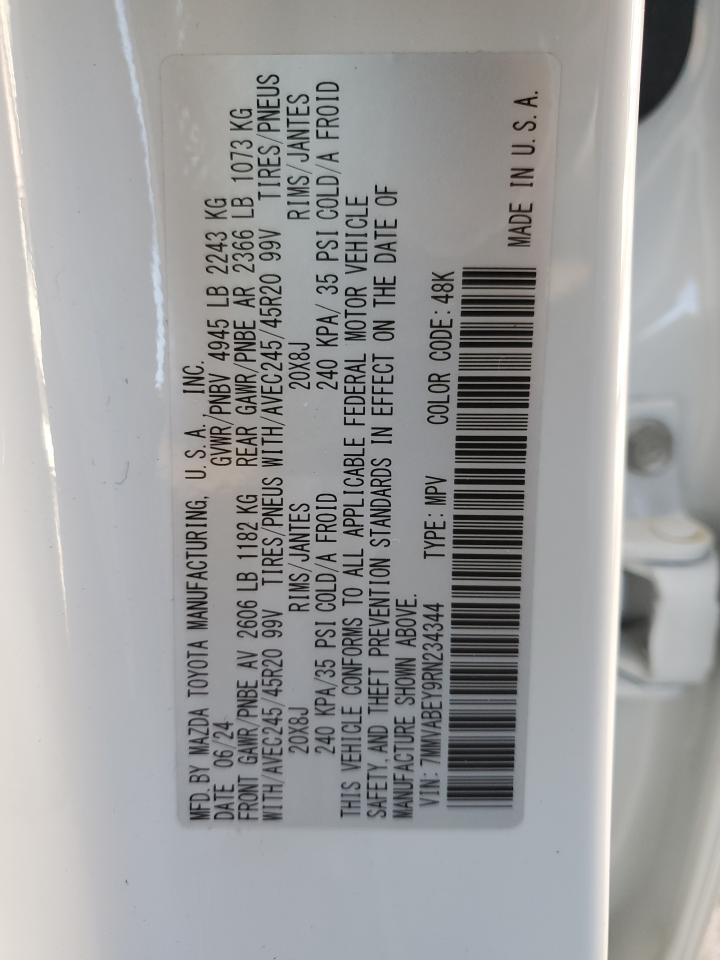 MFD. BY MAZDA TOYOTA MANUFACTURING, U.S.A., INC.
DATE 06/24 GVWR/PNBV 4945 LB 2243 KG
FRONT GAWR/PNBE AV 2606 LB 1182 KG REAR GAWR/PNBE AR 2366 LB 1073 KG
WITH/AVEC245/45R20 99V TIRES/PNEUS WITH/AVEC245/45R20 99V TIRES/PNEUS
20X8J RIMS/JANTES 20X8J RIMS/JANTES
240 KPA/35 PSI COLD/A FROID 240 KPA/ 35 PSI COLD/A FROID
THIS VEHICLE CONFORMS TO ALL APPLICABLE FEDERAL MOTOR VEHICLE
SAFETY, AND THEFT PREVENTION STANDARDS IN EFFECT ON THE DATE OF
MANUFACTURE SHOWN ABOVE.
VIN: 7MMVABEY9RN234344 TYPE: MPV COLOR CODE: 48K
MADE IN U.S.A.